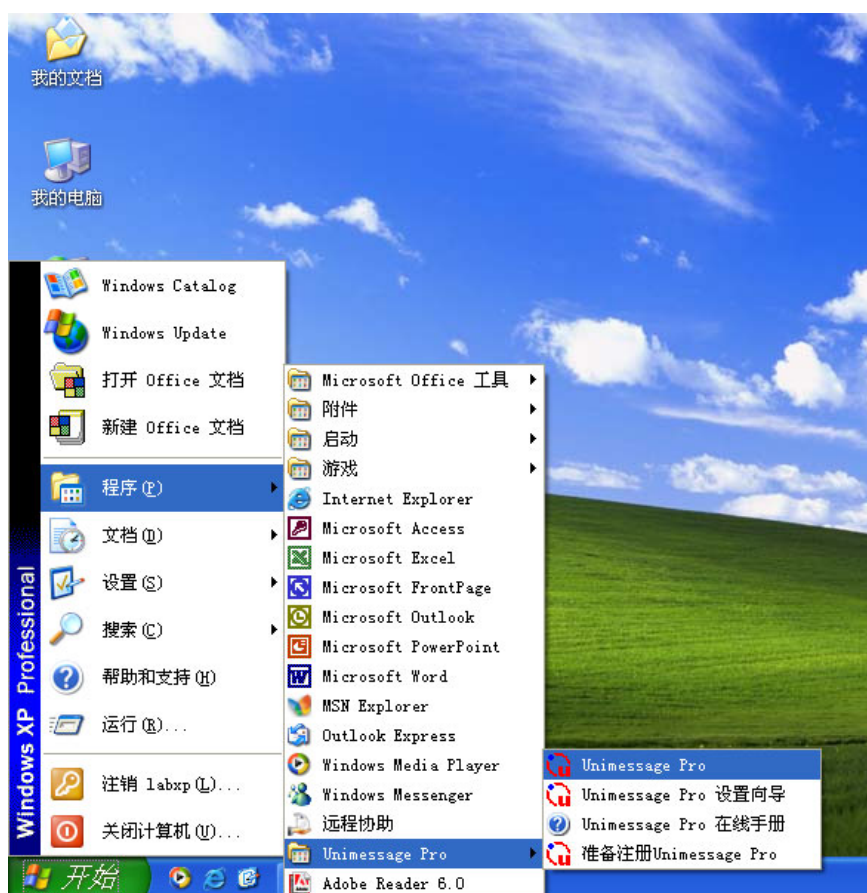 我的文档
我的电脑
Windows Catalog
Windows Update
打开 Office 文档
新建 Office 文档
程序(P)
文档(D)
设置(S)
搜索(C)
帮助和支持(H)
运行(R)...
注销 labxp(L)...
关闭计算机(U)...
Windows XP Professional
Microsoft Office 工具
附件
启动
游戏
Internet Explorer
Microsoft Access
Microsoft Excel
Microsoft FrontPage
Microsoft Outlook
Microsoft PowerPoint
Microsoft Word
MSN Explorer
Outlook Express
Windows Media Player
Windows Messenger
远程协助
Unimessage Pro
Adobe Reader 6.0
Unimessage Pro
Unimessage Pro 设置向导
Unimessage Pro 在线手册
准备注册Unimessage Pro
开始